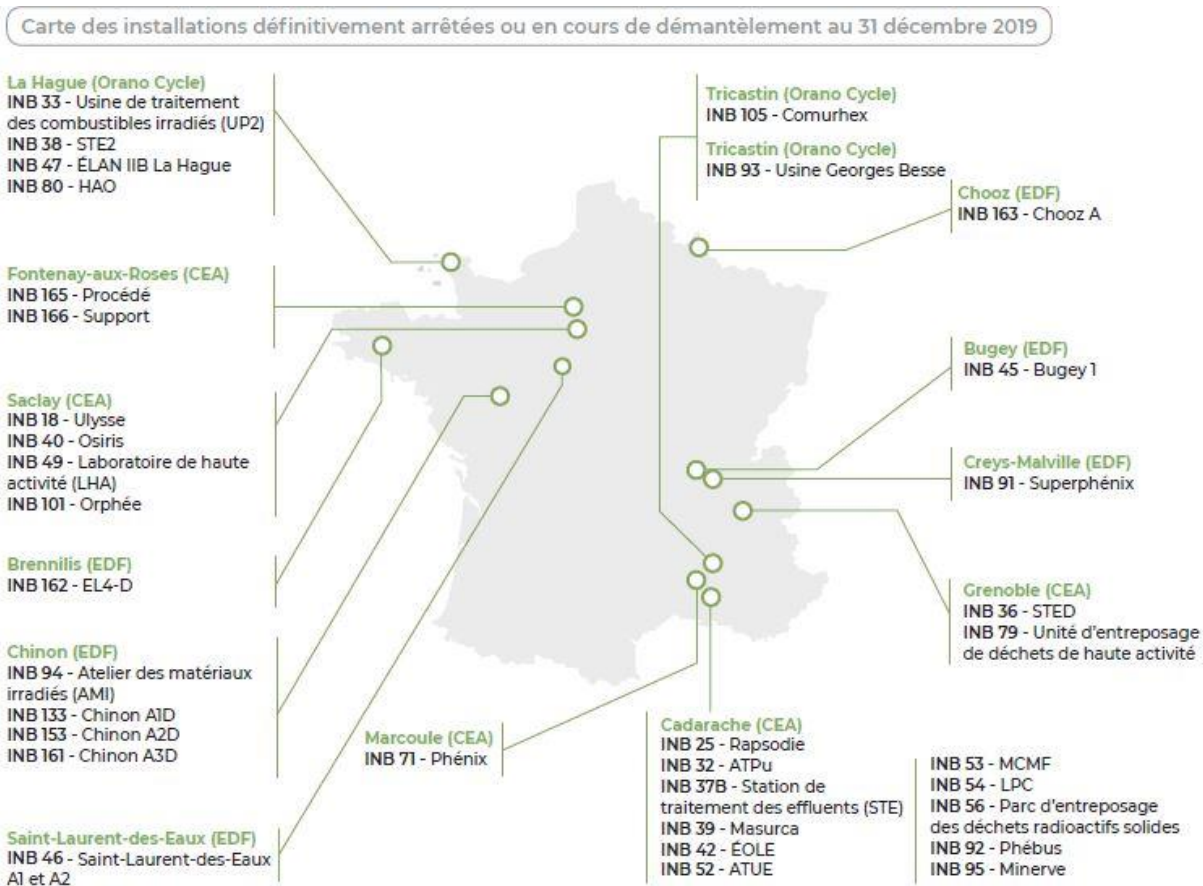 Carte des installations définitivement arrêtées ou en cours de démantèlement au 31 décembre 2019
La Hague (Orano Cycle)
INB 33 - Usine de traitement
des combustibles irradiés (UP2)
INB 38 - STE2
INB 47 - ÉLAN IIB La Hague
INB 80 - HAO
Fontenay-aux-Roses (CEA)
INB 165 - Procédé
INB 166 - Support
Saclay (CEA)
INB 18 - Ulysse
INB 40 - Osiris
INB 49 - Laboratoire de haute
activité (LHA)
INB 101 - Orphée
Brennilis (EDF)
INB 162 - EL4-D
Chinon (EDF)
INB 94 - Atelier des matériaux
irradiés (AMI)
INB 133 - Chinon A1D
INB 153 - Chinon A2D
INB 161 - Chinon A3D
Saint-Laurent-des-Eaux (EDF)
INB 46 - Saint-Laurent-des-Eaux
A1 et A2
Tricastin (Orano Cycle)
INB 105 - Comurhex
Tricastin (Orano Cycle)
INB 93 - Usine Georges Besse
Chooz (EDF)
INB 163 - Chooz A
Bugey (EDF)
INB 45 - Bugey 1
Creys-Malville (EDF)
INB 91 - Superphénix
Grenoble (CEA)
INB 36 - STED
INB 79 - Unité d'entreposage
de déchets de haute activité
Marcoule (CEA)
INB 71 - Phénix
Cadarache (CEA)
INB 25 - Rapsodie
INB 32 - ATPu
INB 37B - Station de
traitement des effluents (STE)
INB 39 - Masurca
INB 42 - ÉOLE
INB 52 - ATUE
INB 53 - MCMF
INB 54 - LPC
INB 56 - Parc d'entreposage
des déchets radioactifs solides
INB 92 - Phébus
INB 95 - Minerve